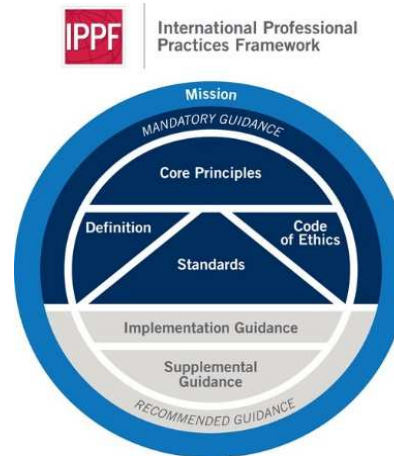 IPPF
International Professional
Practices Framework
Mission
MANDATORY GUIDANCE
Core Principles
Definition
Code
of Ethics
Standards
Implementation Guidance
Supplemental
Guidance
RECOMMENDED GUIDANCE